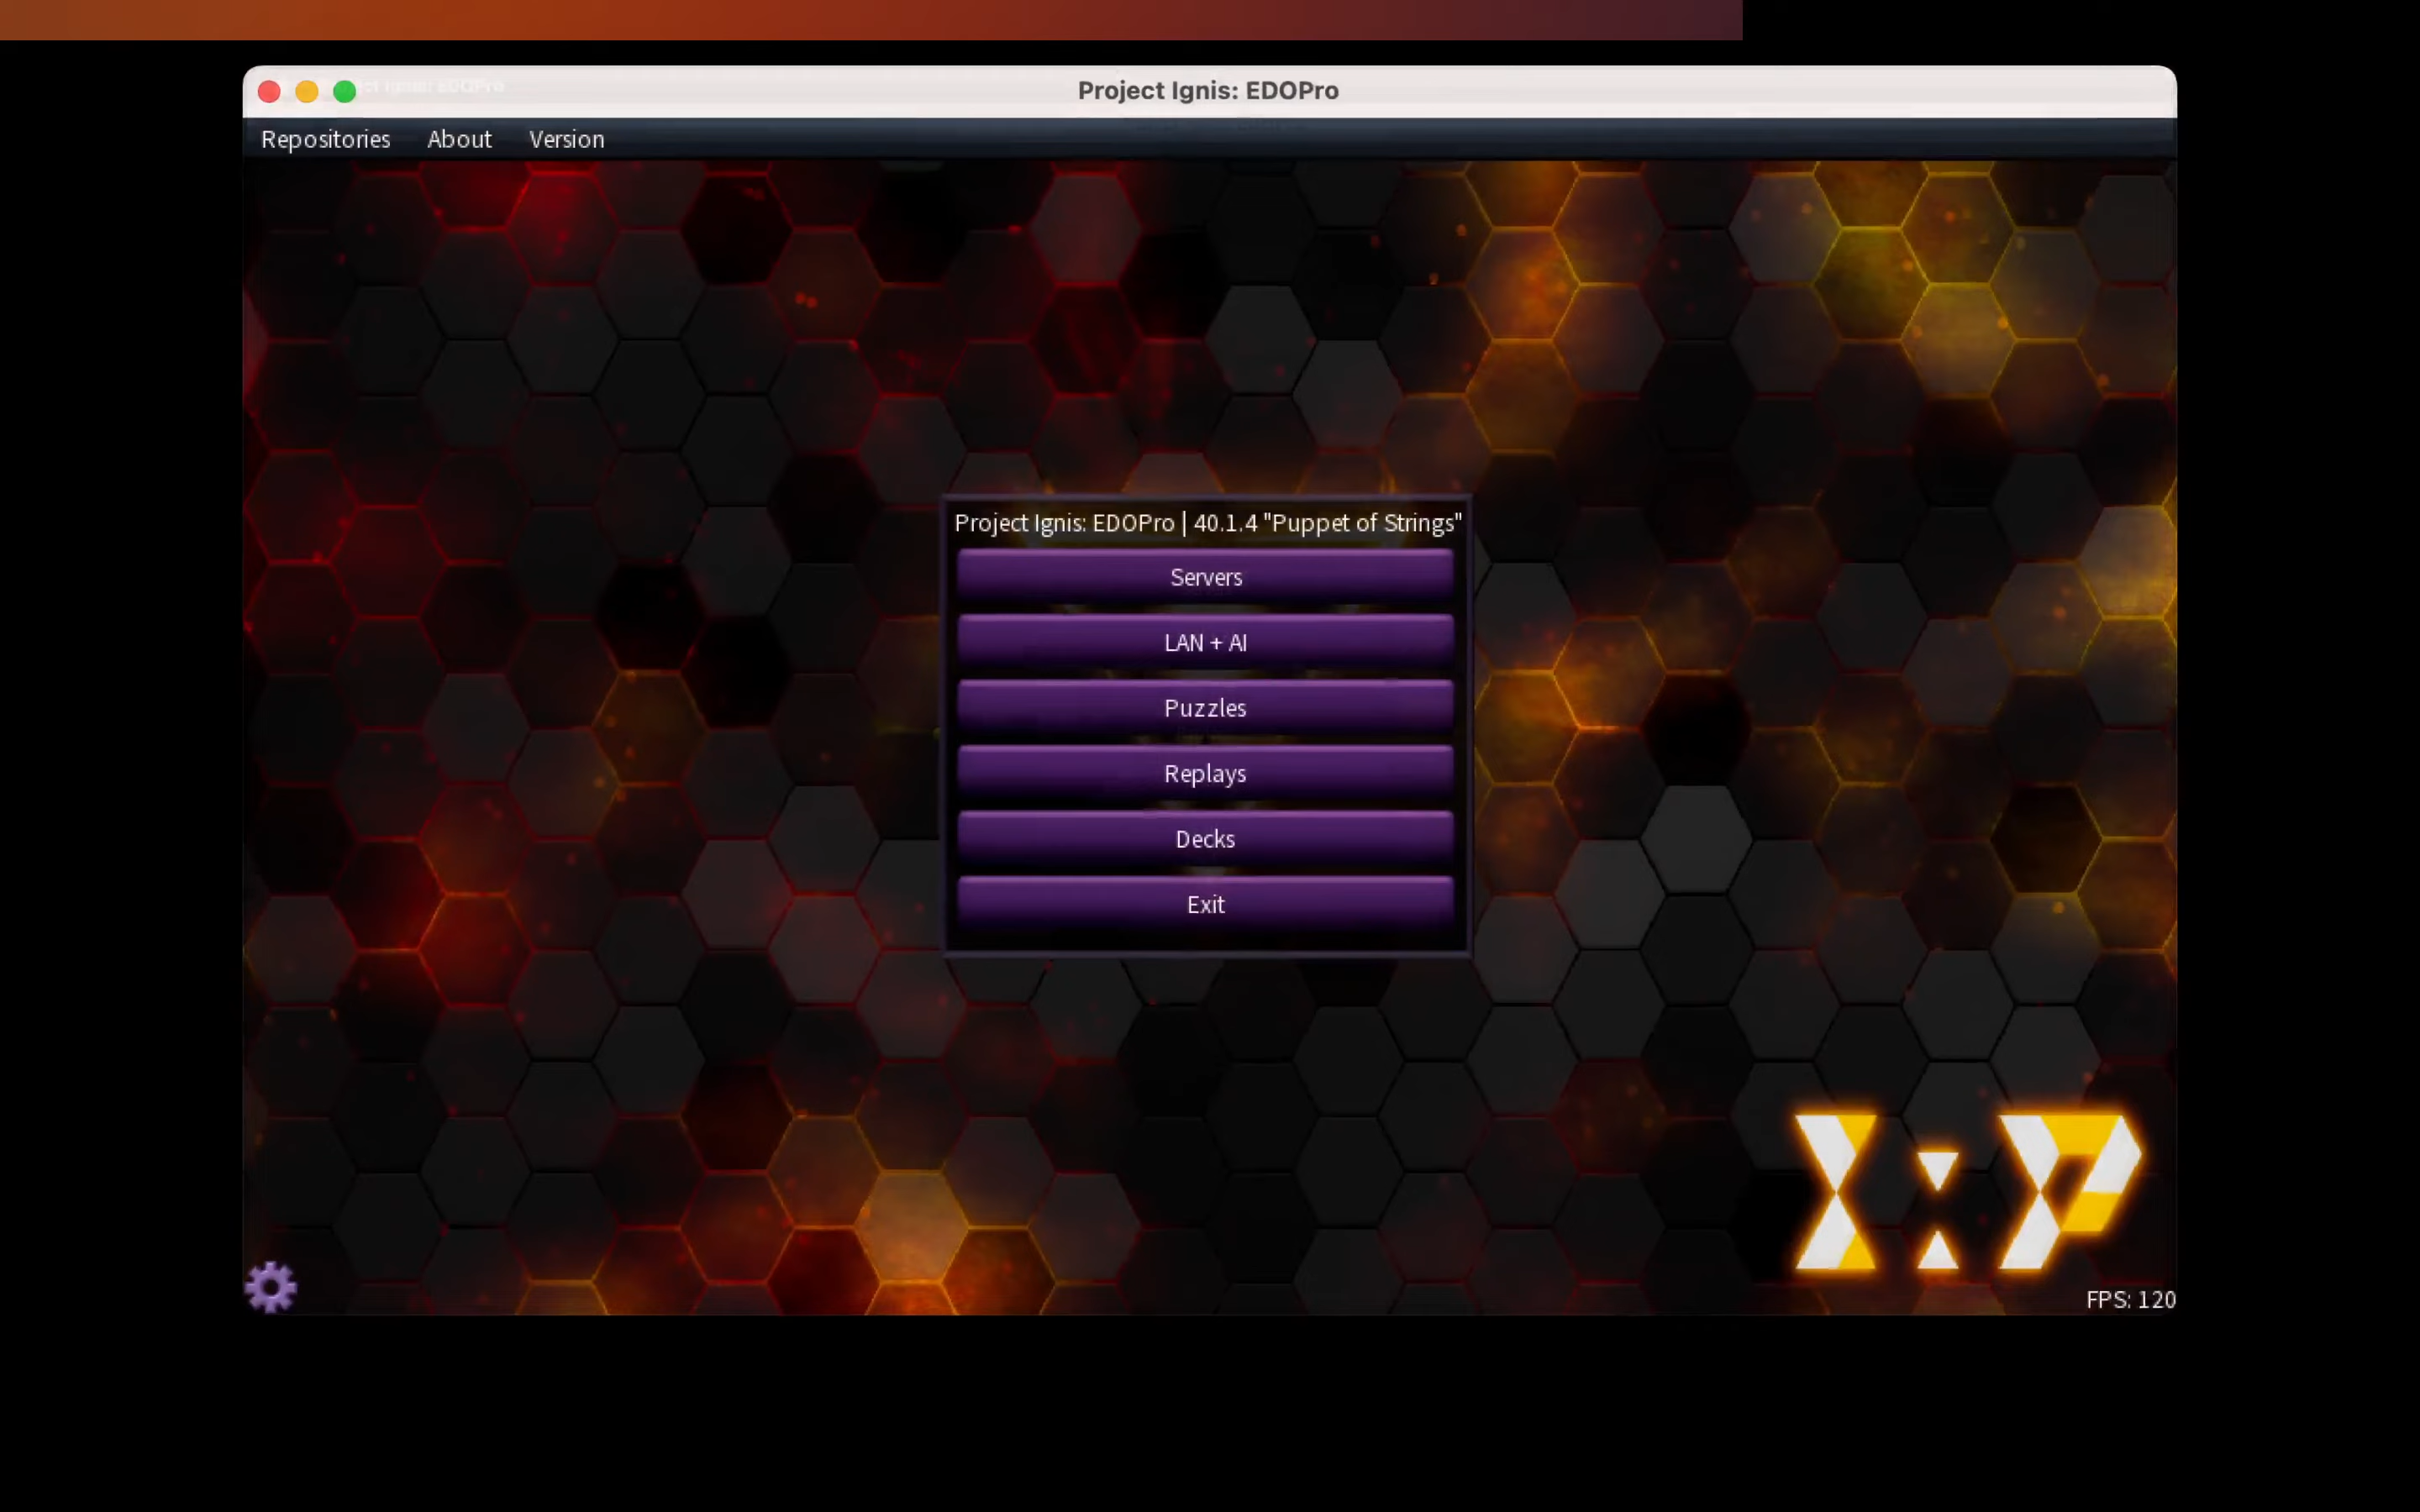 Project Ignis: EDOPro
Repositories About Version
Project Ignis: EDOPro | 40.1.4 "Puppet of Strings"
Servers
LAN + AI
Puzzles
Replays
Decks
Exit
X:P
FPS: 120